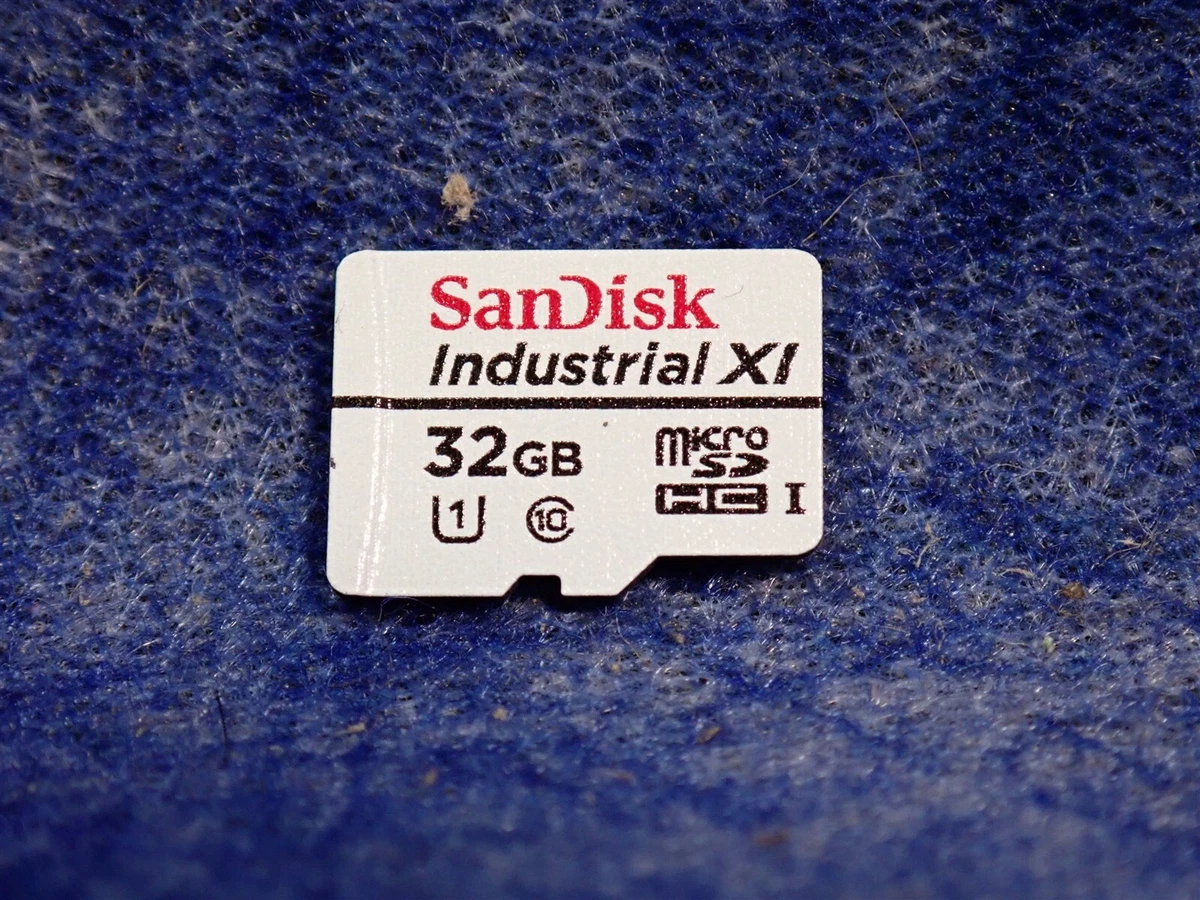 SanDisk
Industrial XI
32GB
micro
SD
HC I
1 10